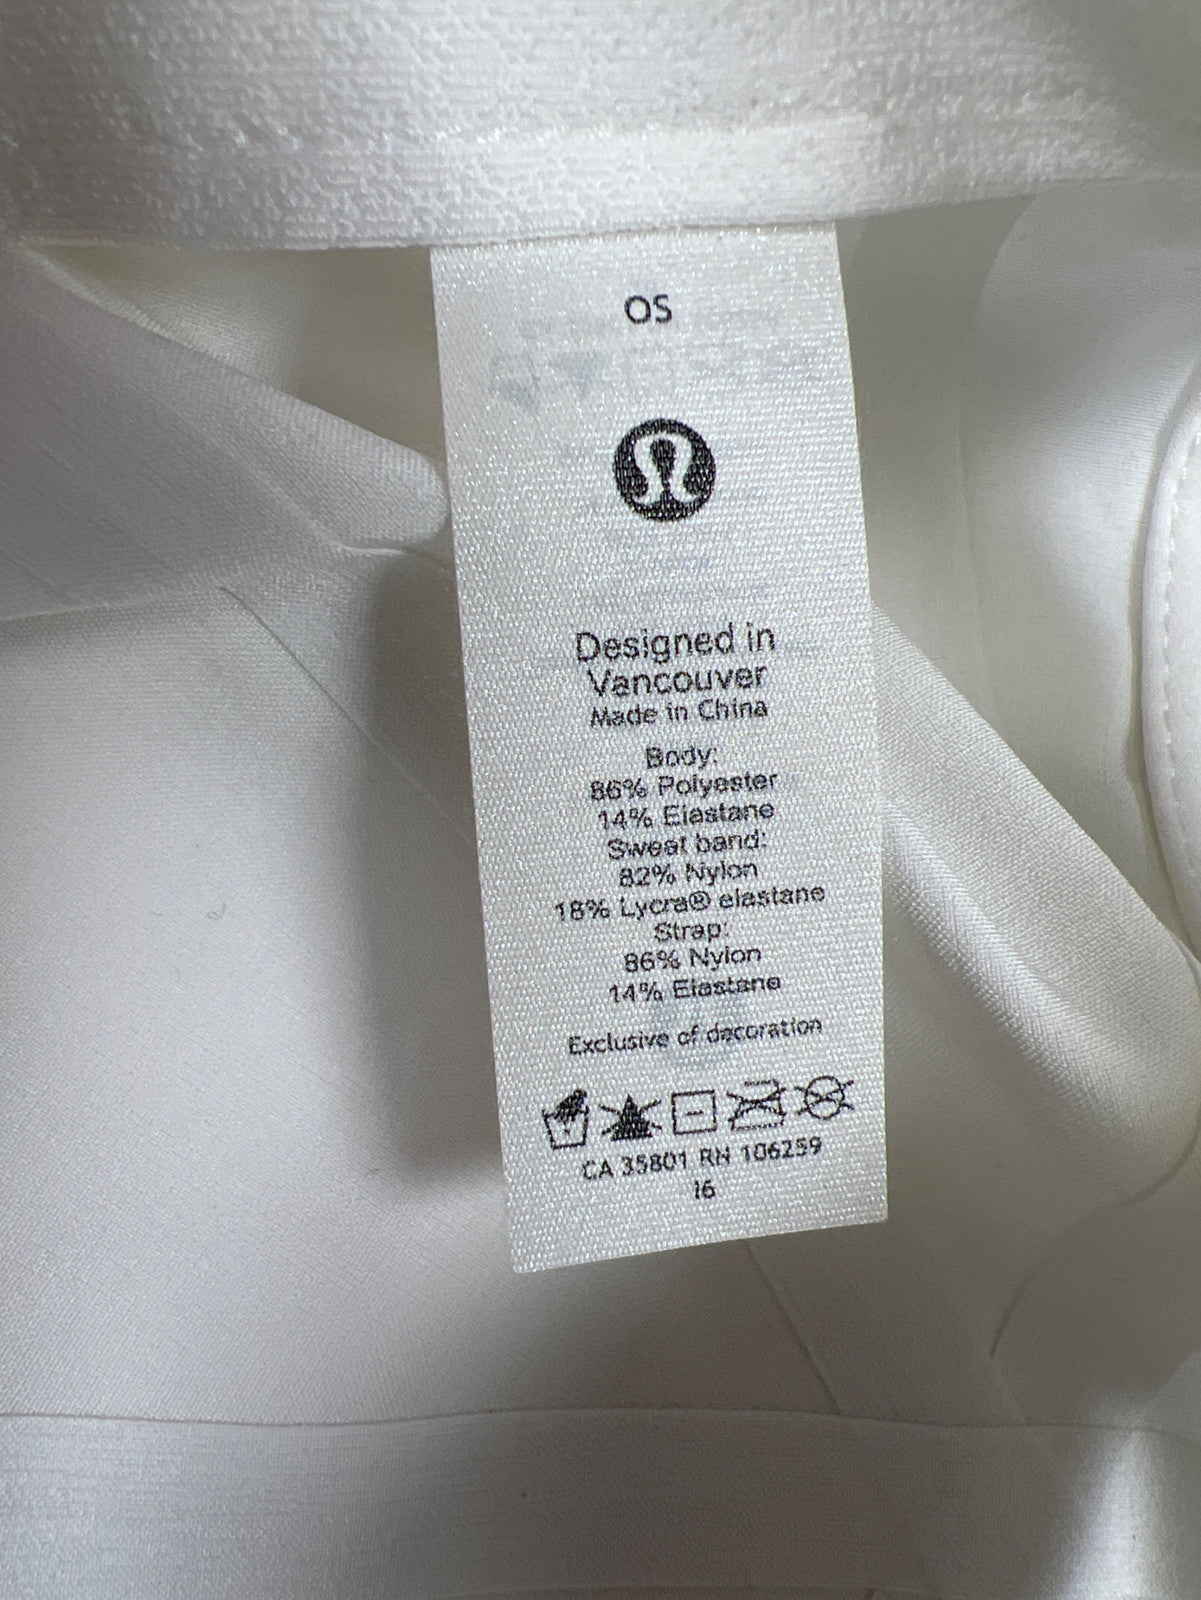 OS
Designed in
Vancouver
Made in China
Body:
86% Polyester
14% Elastane
Sweat band:
82% Nylon
18% Lycra® elastane
Strap:
86% Nylon
14% Elastane
Exclusive of decoration
CA 35801 RN 106259
16